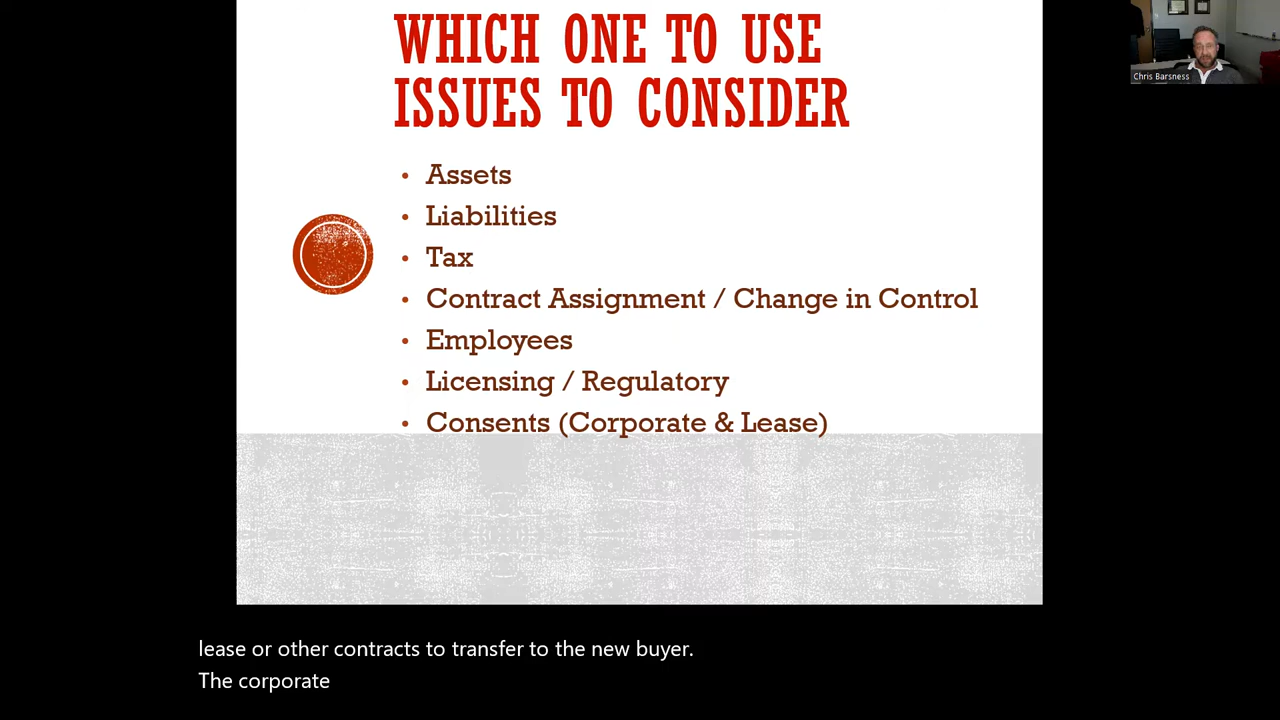 WHICH ONE TO USE
ISSUES TO CONSIDER
• Assets
• Liabilities
• Tax
• Contract Assignment / Change in Control
• Employees
• Licensing / Regulatory
• Consents (Corporate & Lease)
Chris Barsness
lease or other contracts to transfer to the new buyer.
The corporate